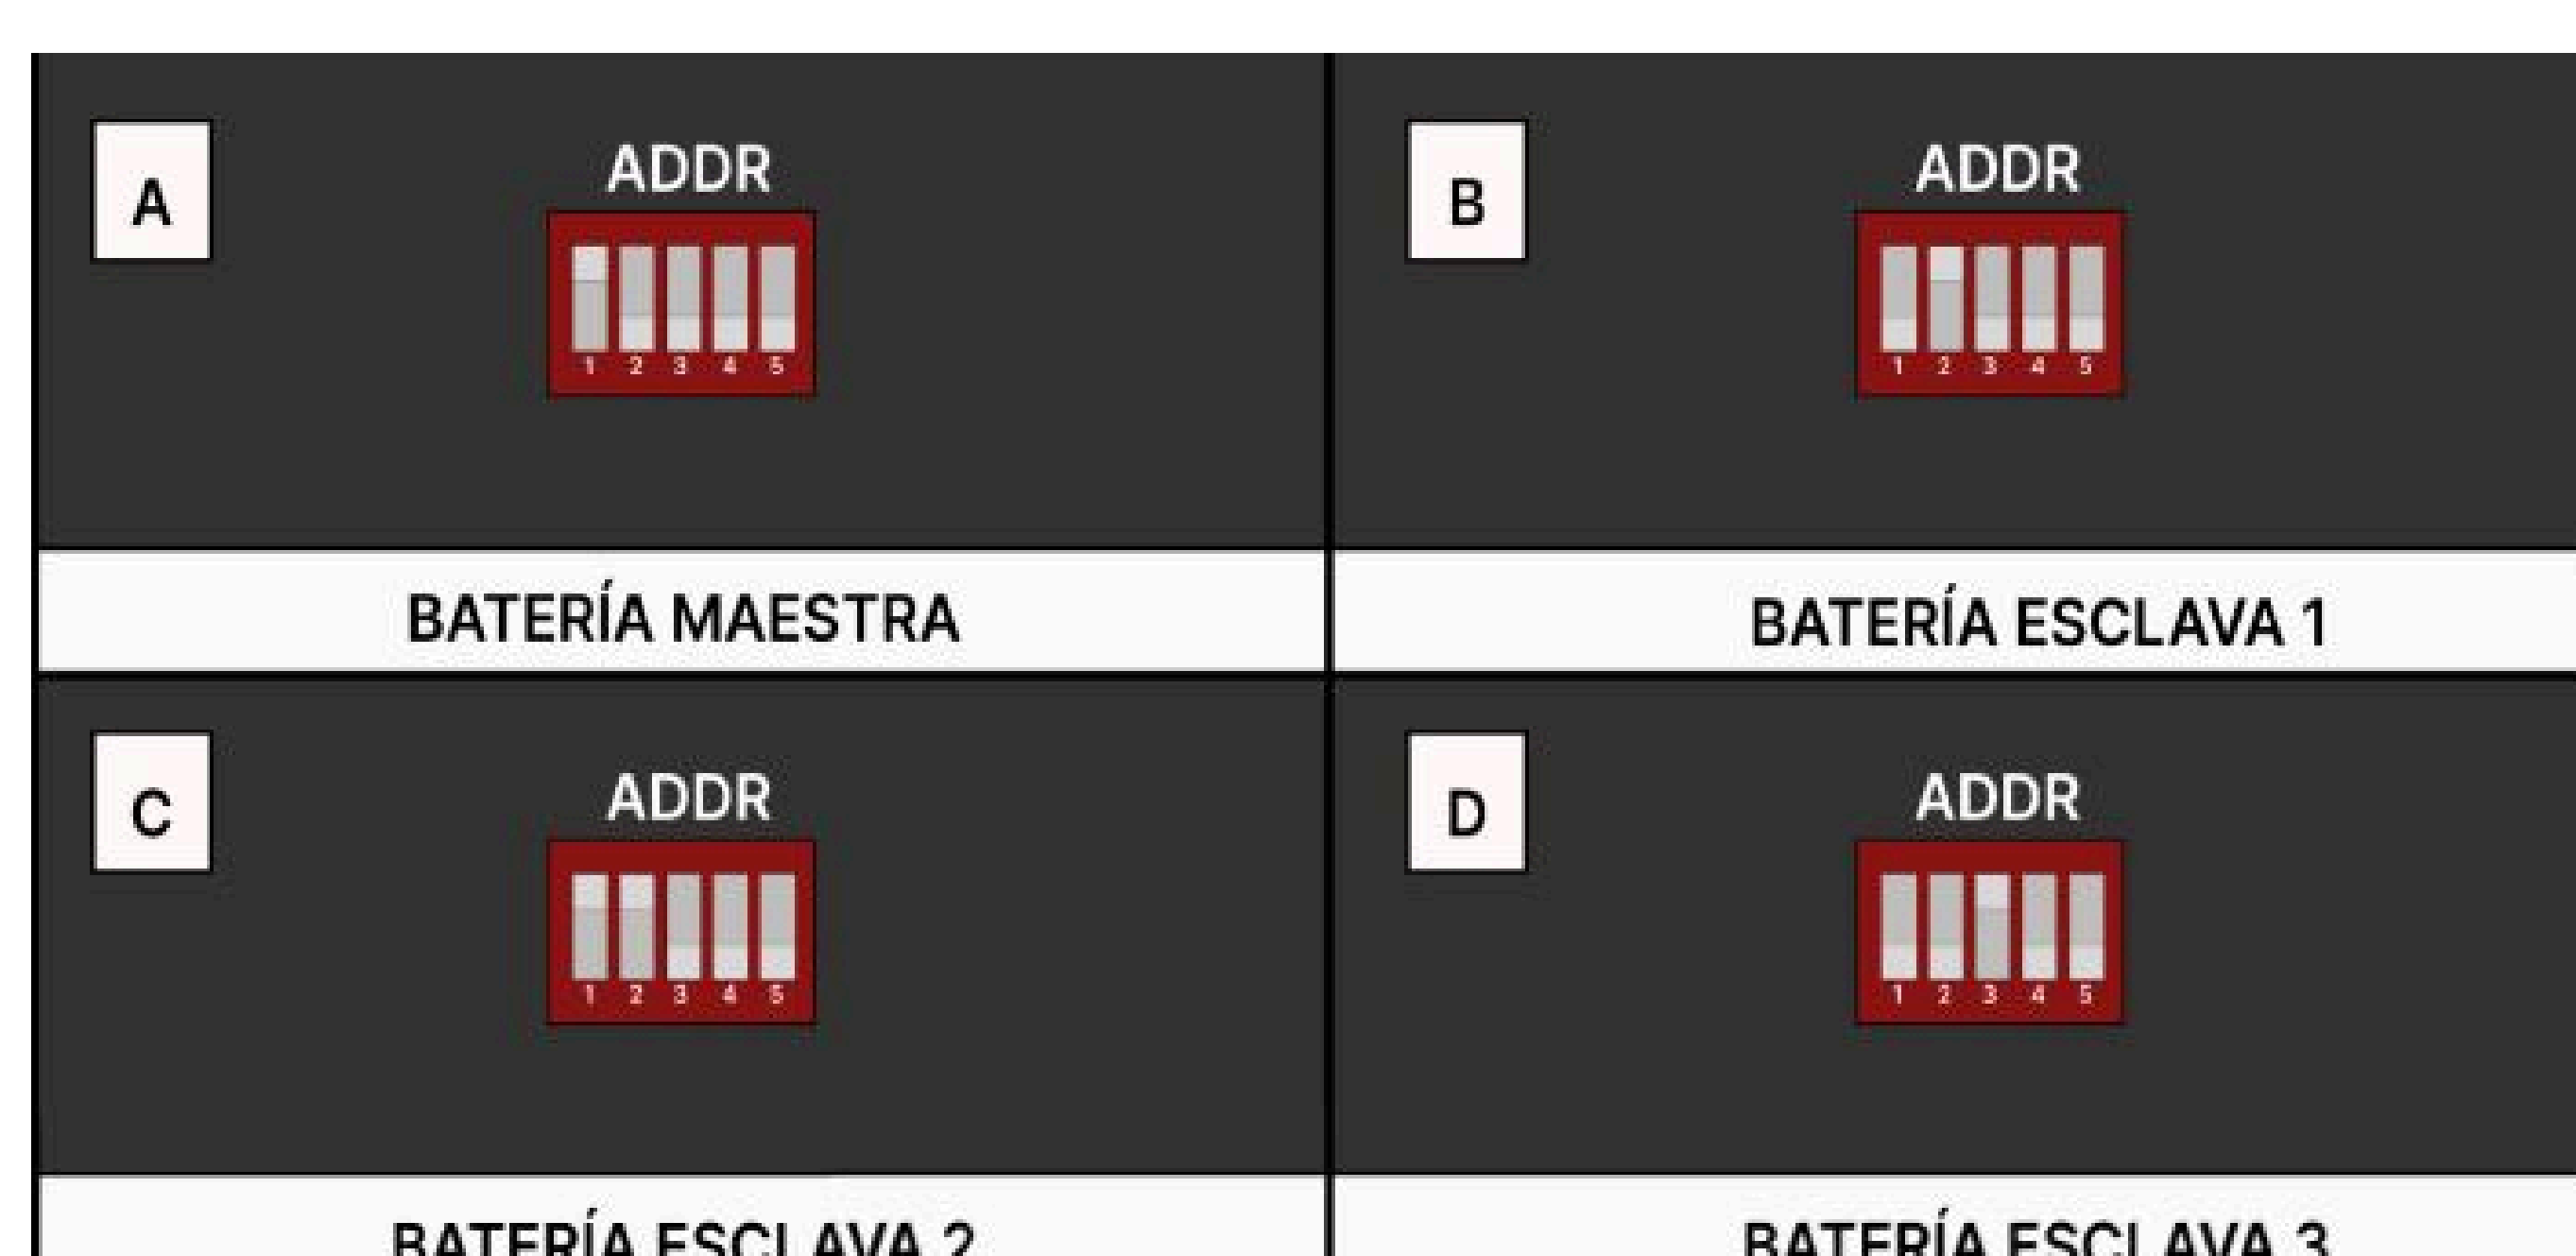 A
ADDR
1 2 3 4 5
BATERÍA MAESTRA
B
ADDR
1 2 3 4 5
BATERÍA ESCLAVA 1
C
ADDR
1 2 3 4 5
BATERÍA ESCLAVA 2
D
ADDR
1 2 3 4 5
BATERÍA ESCLAVA 3